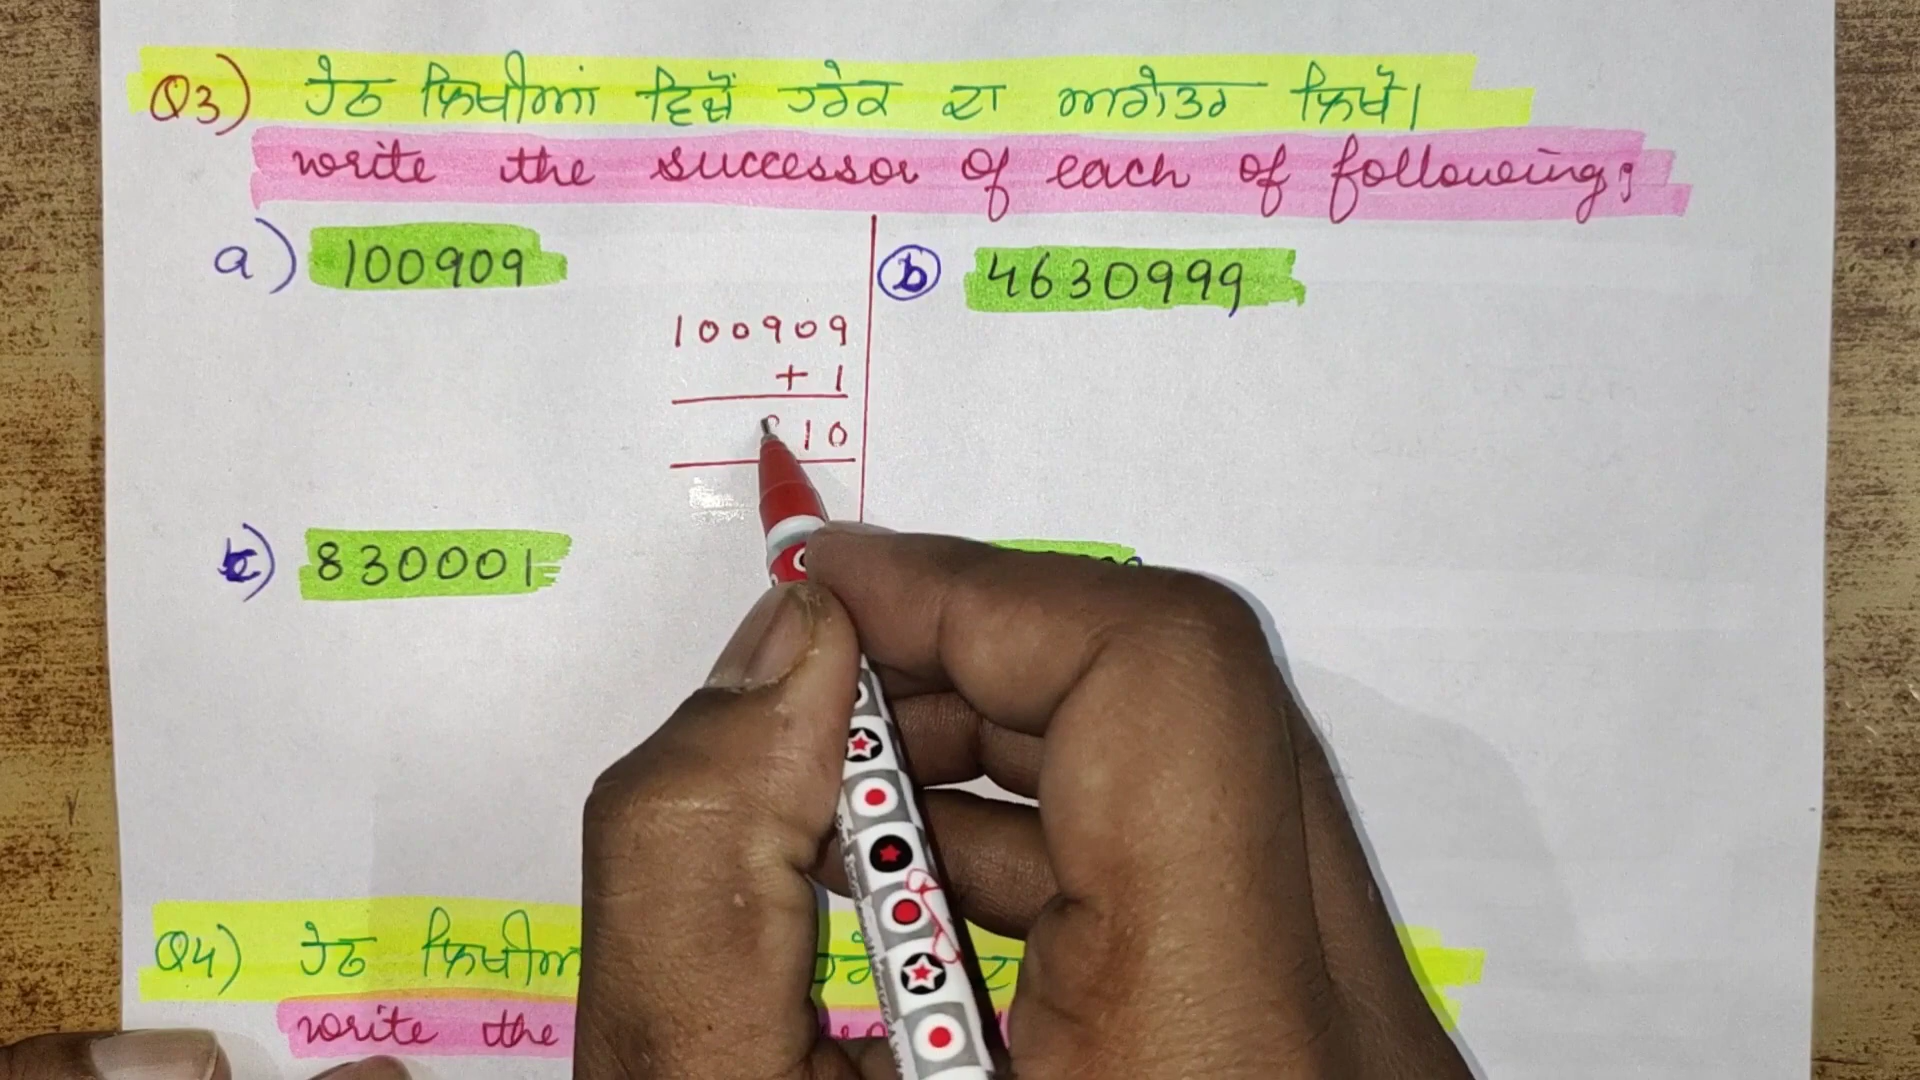 Q3) ਹੇਠ ਲਿਖੀਆਂ ਵਿਚੋਂ ਹਰੇਕ ਦਾ ਅਗੇਤਰ ਲਿਖੋ।
write the successor of each of following;
a) 100909
b 4630999
100909
+ 1
10
c) 830001
Q4) ਹੇਠ
write the